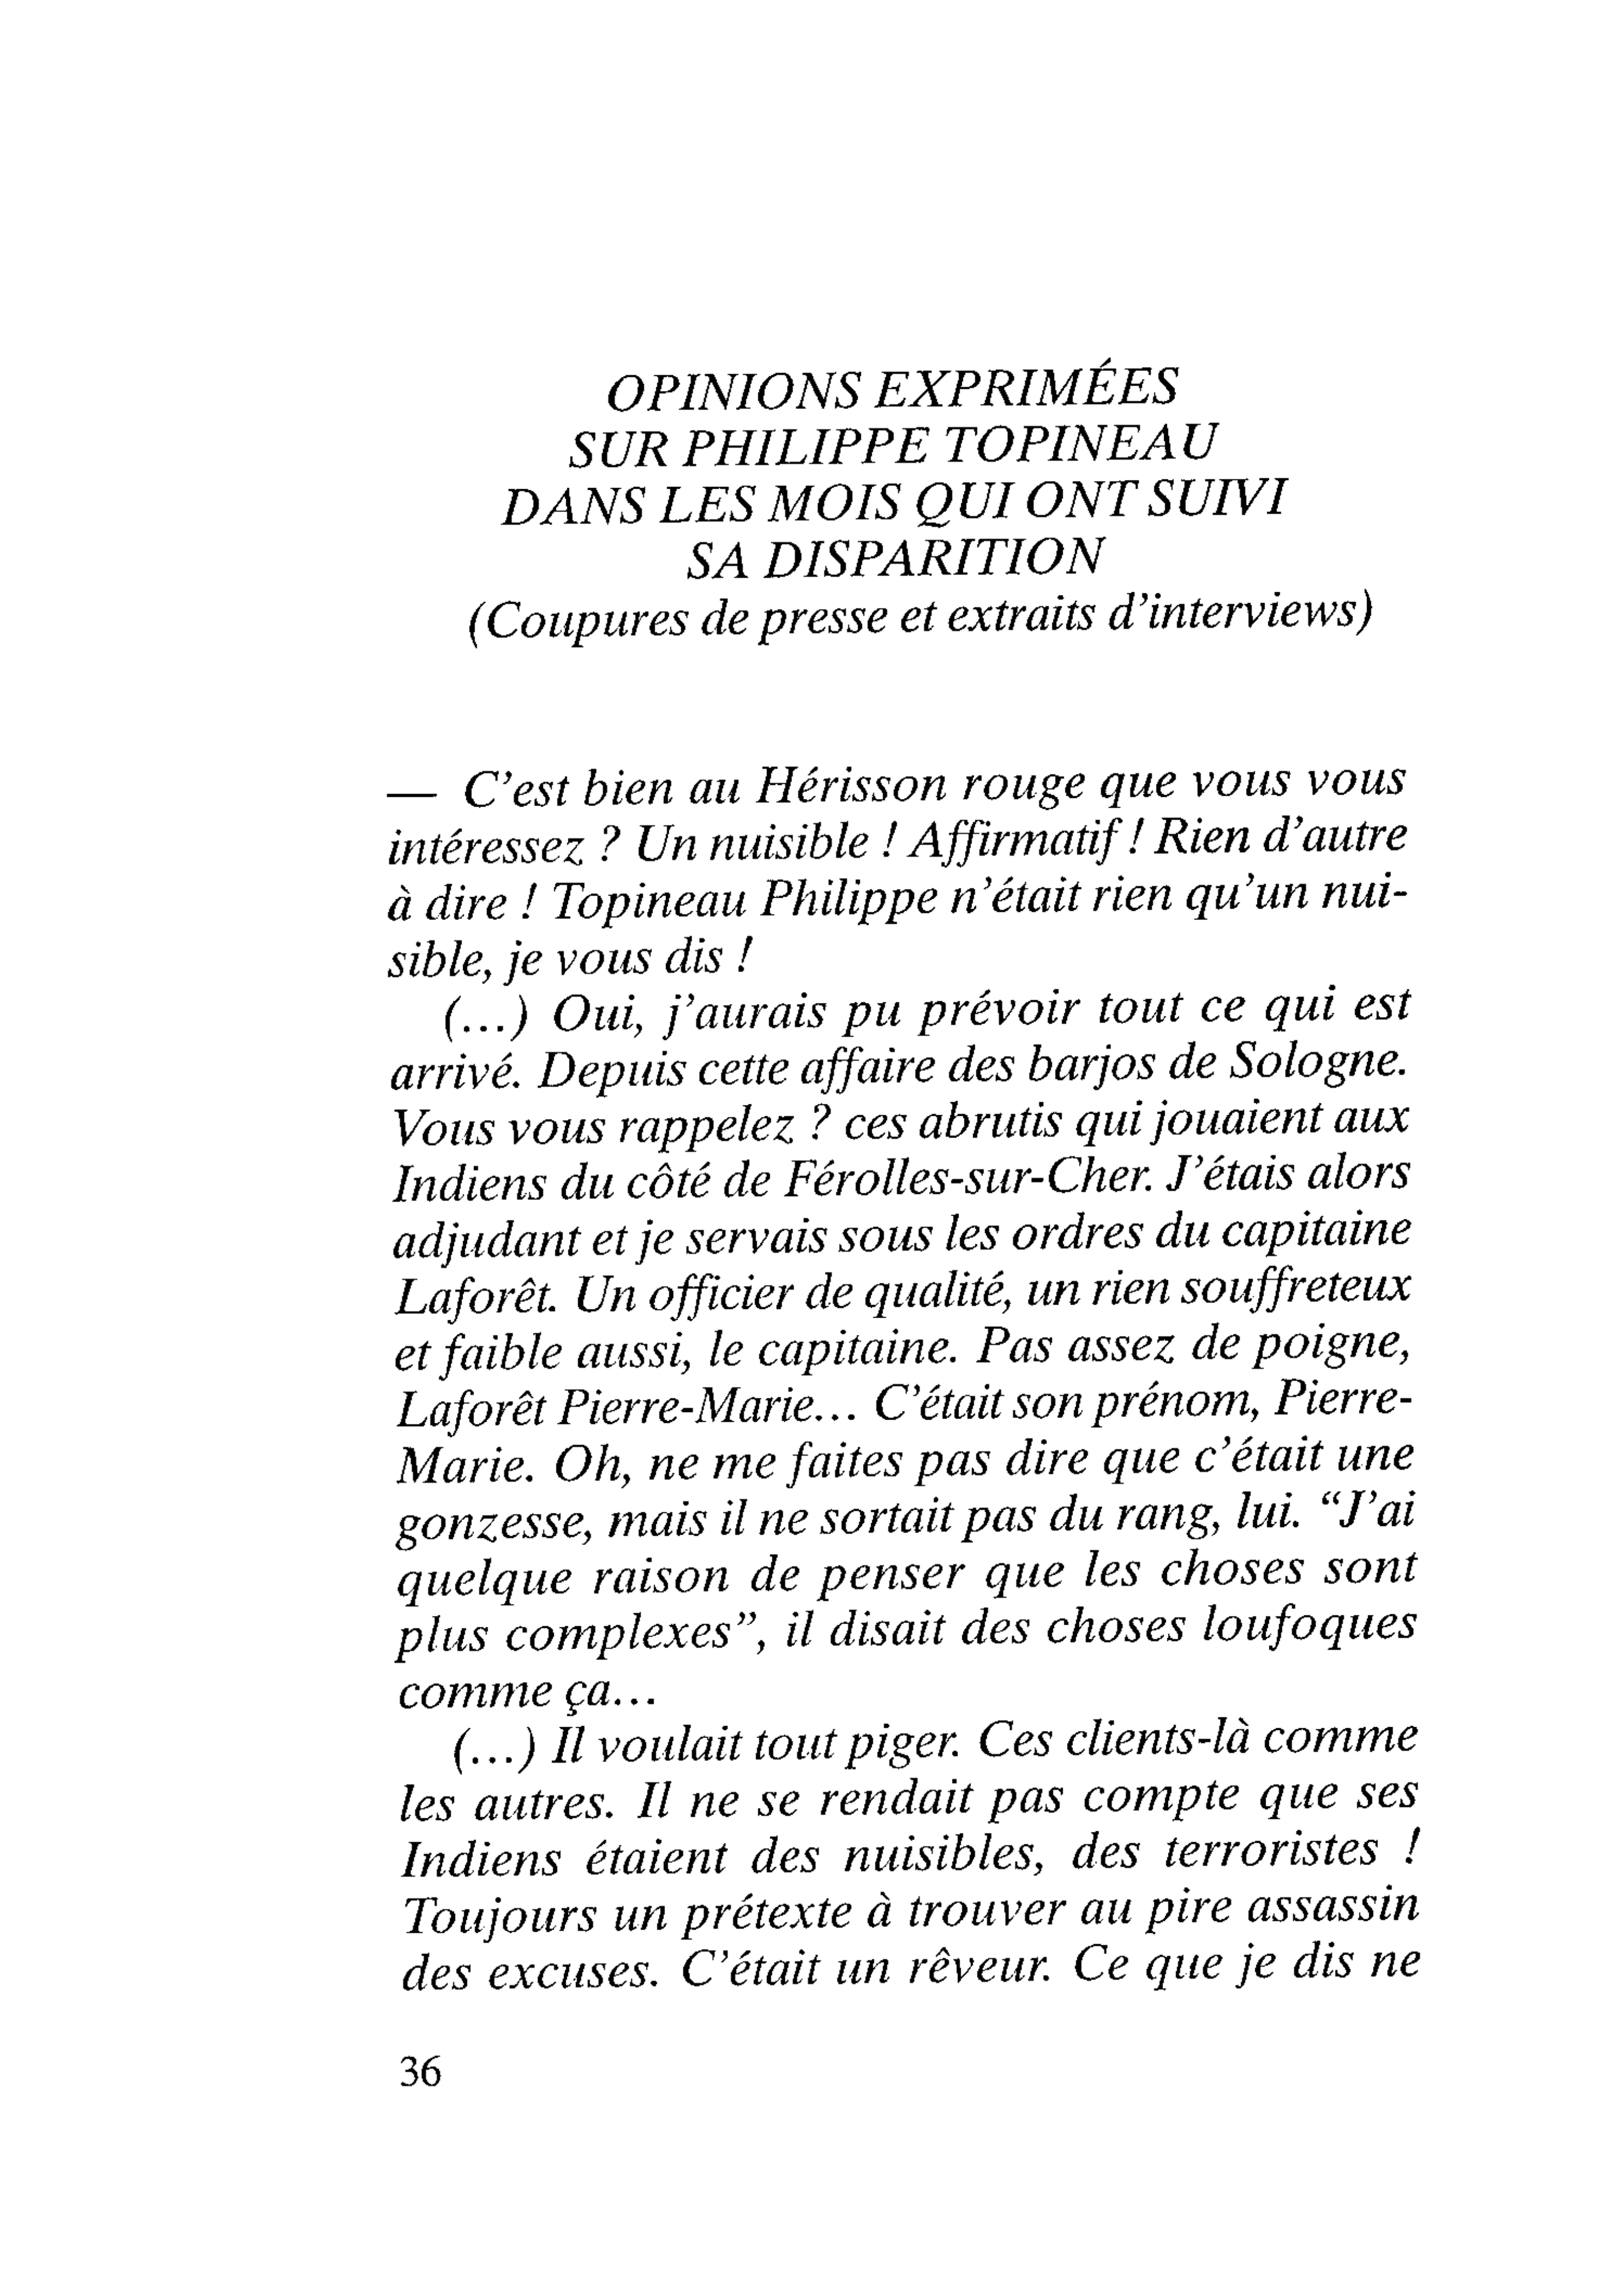 OPINIONS EXPRIMÉES
SUR PHILIPPE TOPINEAU
DANS LES MOIS QUI ONT SUIVI
SA DISPARITION
(Coupures de presse et extraits d'interviews)
— C'est bien au Hérisson rouge que vous vous
intéressez ? Un nuisible ! Affirmatif ! Rien d'autre
à dire ! Topineau Philippe n'était rien qu'un nui-
sible, je vous dis !
(...) Oui, j'aurais pu prévoir tout ce qui est
arrivé. Depuis cette affaire des barjos de Sologne.
Vous vous rappelez ? ces abrutis qui jouaient aux
Indiens du côté de Férolles-sur-Cher. J'étais alors
adjudant et je servais sous les ordres du capitaine
Laforêt. Un officier de qualité, un rien souffreteux
et faible aussi, le capitaine. Pas assez de poigne,
Laforêt Pierre-Marie... C'était son prénom, Pierre-
Marie. Oh, ne me faites pas dire que c'était une
gonzesse, mais il ne sortait pas du rang, lui. “J'ai
quelque raison de penser que les choses sont
plus complexes”, il disait des choses loufoques
comme ça...
(...) Il voulait tout piger. Ces clients-là comme
les autres. Il ne se rendait pas compte que ses
Indiens étaient des nuisibles, des terroristes !
Toujours un prétexte à trouver au pire assassin
des excuses. C'était un rêveur. Ce que je dis ne
36